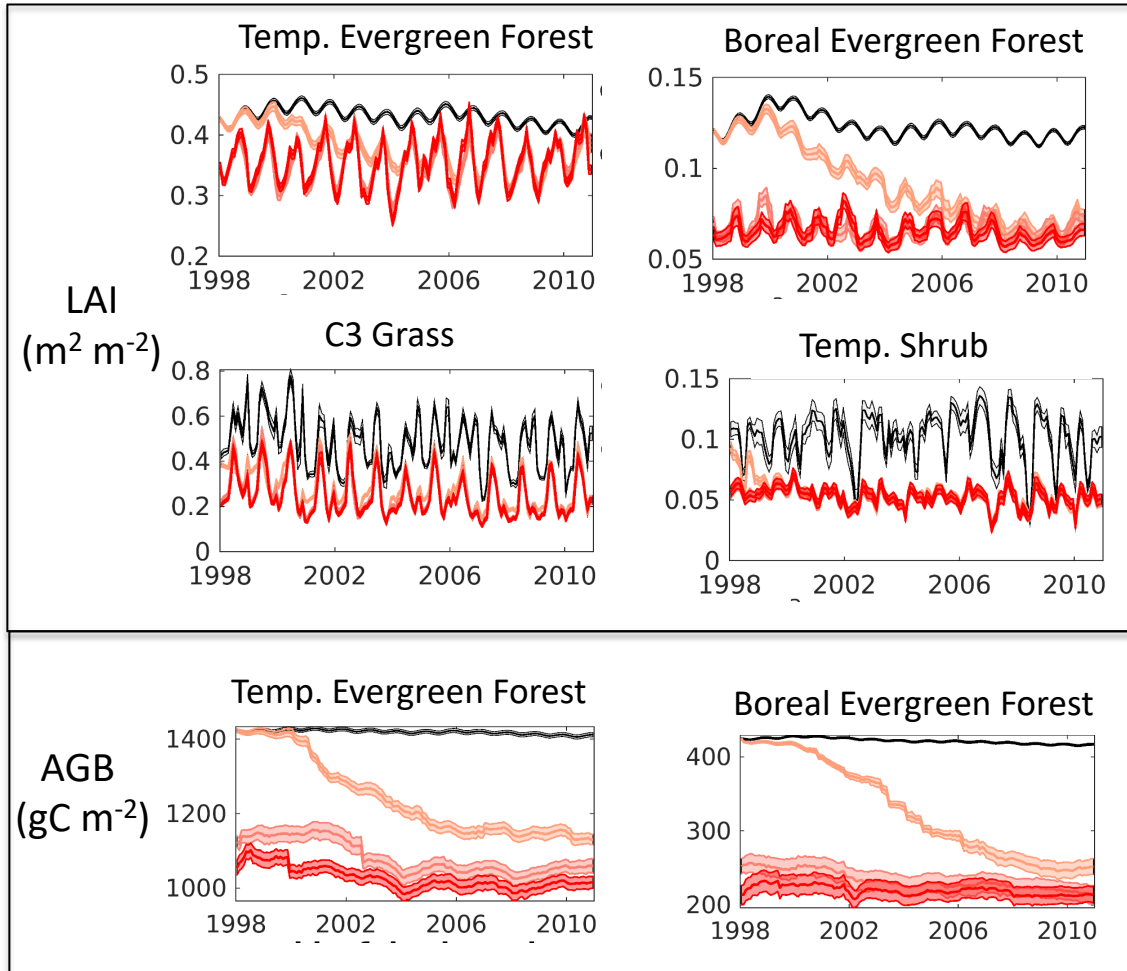 Temp. Evergreen Forest
Boreal Evergreen Forest
0.5
0.4
0.3
0.2
1998 2002 2006 2010
0.15
0.1
0.05
1998 2002 2006 2010
LAI
(m² m⁻²)
C3 Grass
Temp. Shrub
0.8
0.6
0.4
0.2
0
1998 2002 2006 2010
0.15
0.1
0.05
0
1998 2002 2006 2010
Temp. Evergreen Forest
Boreal Evergreen Forest
AGB
(gC m⁻²)
1400
1200
1000
1998 2002 2006 2010
400
300
200
1998 2002 2006 2010